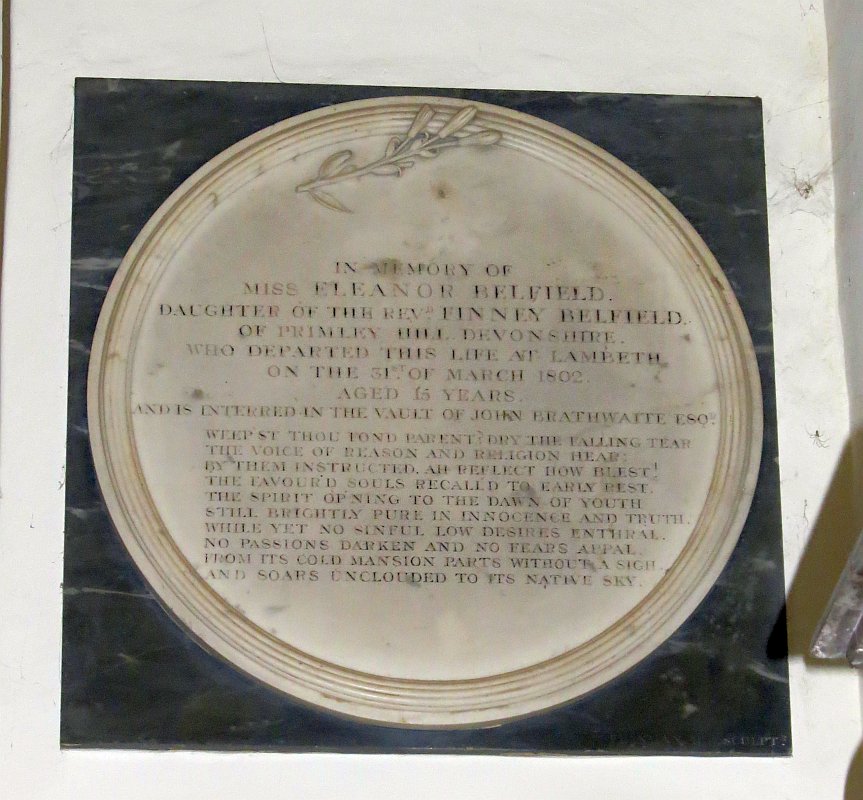 IN MEMORY OF
MISS ELEANOR BELFIELD.
DAUGHTER OF THE REVD. FINNEY BELFIELD.
OF PRIMLEY HILL DEVONSHIRE.
WHO DEPARTED THIS LIFE AT LAMBETH
ON THE 31ST. OF MARCH 1802.
AGED 15 YEARS.
AND IS INTERRED IN THE VAULT OF JOHN BRATHWAITE ESQR.
WEEP'ST THOU FOND PARENT? DRY THE FALLING TEAR
THE VOICE OF REASON AND RELIGION HEAR:
BY THEM INSTRUCTED, AH REFLECT HOW BLEST!
THE FAVOUR'D SOULS RECALL'D TO EARLY REST.
THE SPIRIT OP'NING TO THE DAWN OF YOUTH
STILL BRIGHTLY PURE IN INNOCENCE AND TRUTH.
WHILE YET NO SINFUL LOW DESIRES ENTHRAL.
NO PASSIONS DARKEN AND NO FEARS APPAL.
FROM ITS COLD MANSION PARTS WITHOUT A SIGH.
AND SOARS UNCLOUDED TO ITS NATIVE SKY.
SCULPT.